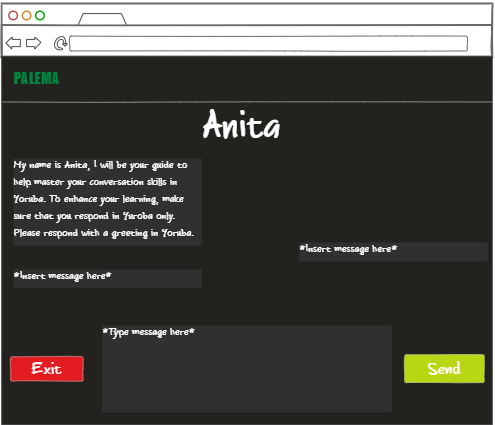 PALEMA
Anita
My name is Anita, I will be your guide to
help master your conversation skills in
Yoruba. To enhance your learning, make
sure that you respond in Yuroba only.
Please respond with a greeting in Yoruba.
*Insert message here*
*Insert message here*
*Type message here*
Exit
Send